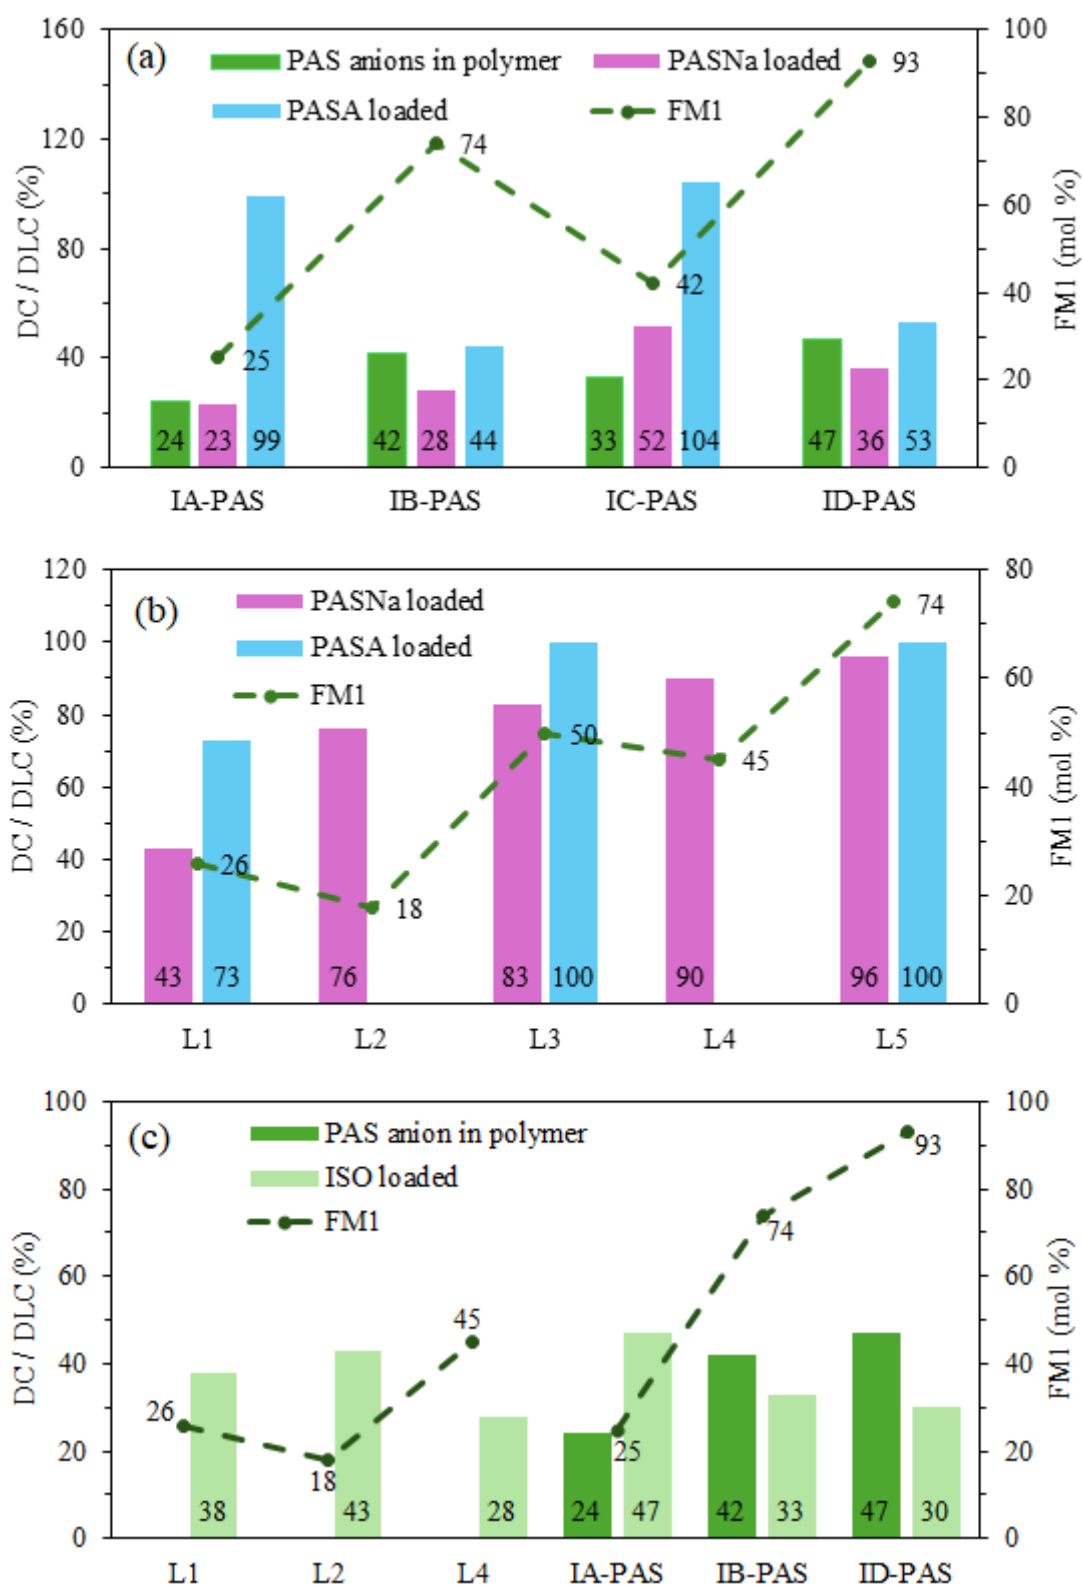 160 100
(a) PAS anions in polymer PASNa loaded 93
PASA loaded FM1
120 80
74
DC / DLC (%) FM1 (mol %)
60
80
42 40
40 25
20
24 23 99 42 28 44 33 52 104 47 36 53
0 0
IA-PAS IB-PAS IC-PAS ID-PAS
120 80
(b) PASNa loaded 74
100 PASA loaded
60
FM1
80 50
DC / DLC (%) FM1 (mol %)
45
60 40
40 26
18 20
20
43 73 76 83 100 90 96 100
0 0
L1 L2 L3 L4 L5
100 100
(c) PAS anion in polymer 93
ISO loaded
80 80
FM1 74
DC / DLC (%) FM1 (mol %)
60 60
45
40 40
26
25
20 20
18
38 43 28 24 47 42 33 47 30
0 0
L1 L2 L4 IA-PAS IB-PAS ID-PAS